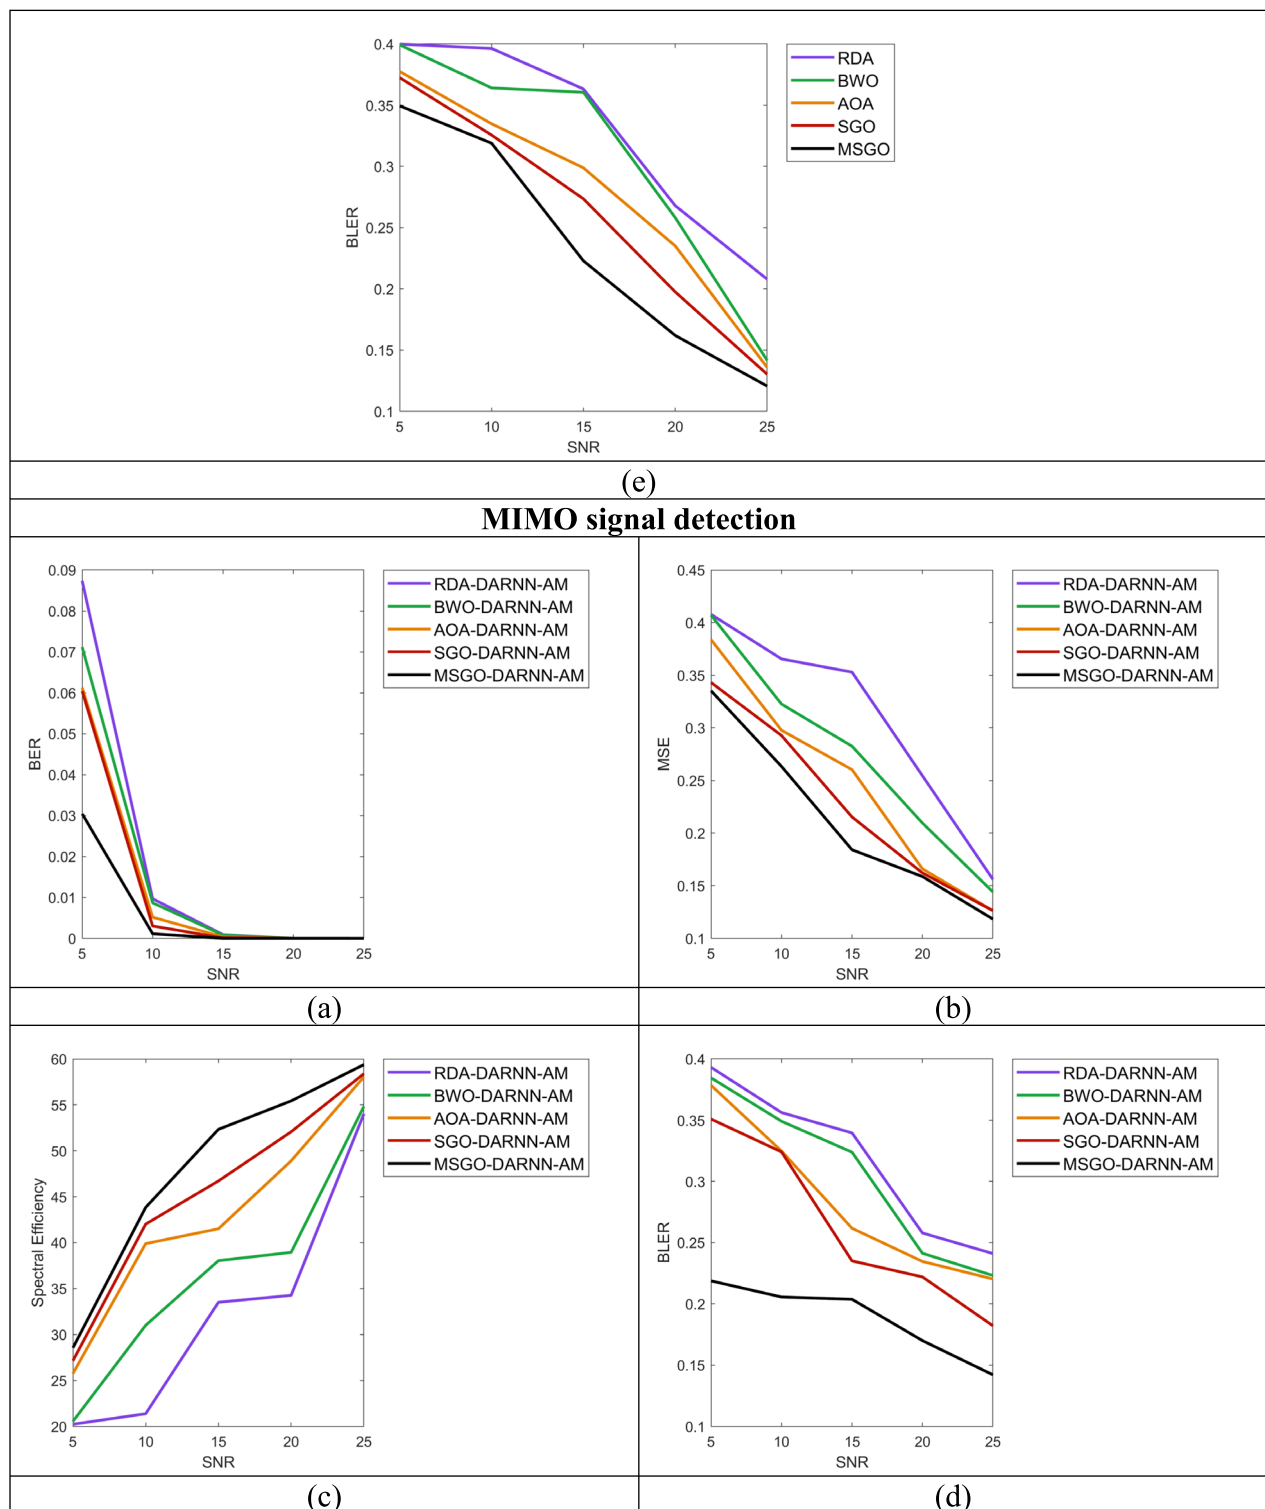 0.4
0.35
0.3
0.25
0.2
0.15
0.1
BLER
5 10 15 20 25
SNR
RDA
BWO
AOA
SGO
MSGO
(e)
MIMO signal detection
0.09
0.08
0.07
0.06
0.05
0.04
0.03
0.02
0.01
0
BER
5 10 15 20 25
SNR
RDA-DARNN-AM
BWO-DARNN-AM
AOA-DARNN-AM
SGO-DARNN-AM
MSGO-DARNN-AM
(a)
0.45
0.4
0.35
0.3
0.25
0.2
0.15
0.1
MSE
5 10 15 20 25
SNR
RDA-DARNN-AM
BWO-DARNN-AM
AOA-DARNN-AM
SGO-DARNN-AM
MSGO-DARNN-AM
(b)
60
55
50
45
40
35
30
25
20
Spectral Efficiency
5 10 15 20 25
SNR
RDA-DARNN-AM
BWO-DARNN-AM
AOA-DARNN-AM
SGO-DARNN-AM
MSGO-DARNN-AM
(c)
0.4
0.35
0.3
0.25
0.2
0.15
0.1
BLER
5 10 15 20 25
SNR
RDA-DARNN-AM
BWO-DARNN-AM
AOA-DARNN-AM
SGO-DARNN-AM
MSGO-DARNN-AM
(d)